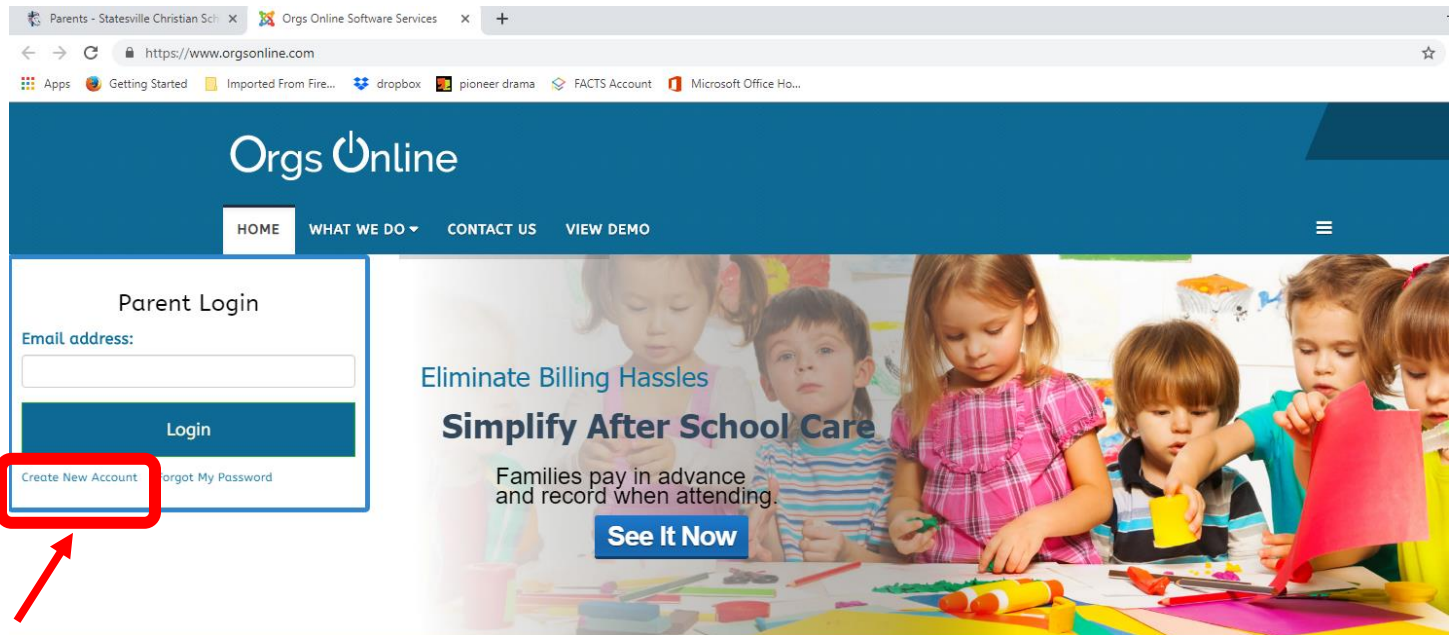 Parents - Statesville Christian Sch
Orgs Online Software Services
https://www.orgsonline.com
Apps Getting Started Imported From Fire... dropbox pioneer drama FACTS Account Microsoft Office Ho...
Orgs Online
HOME WHAT WE DO CONTACT US VIEW DEMO
Parent Login
Email address:
Login
Create New Account
orgot My Password
Eliminate Billing Hassles
Simplify After School Care
Families pay in advance
and record when attending.
See It Now